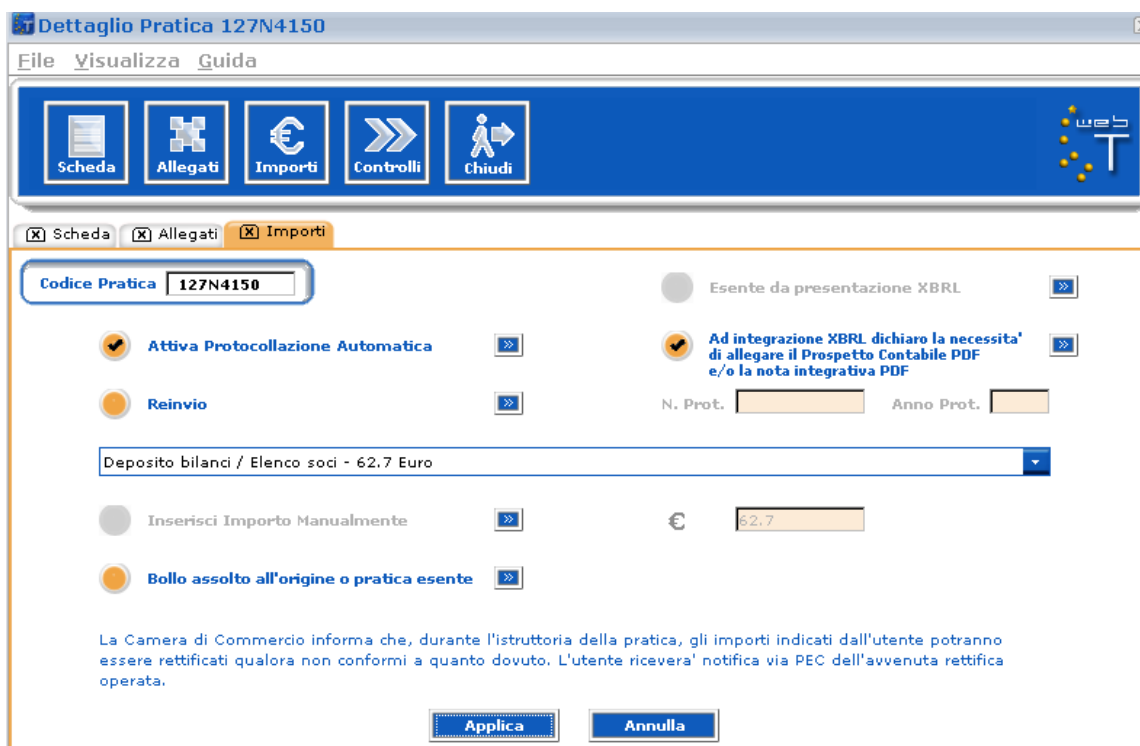 Dettaglio Pratica 127N4150
File Visualizza Guida
Scheda Allegati Importi Controlli Chiudi
web T
Scheda Allegati Importi
Codice Pratica 127N4150
Esente da presentazione XBRL
Attiva Protocollazione Automatica
Ad integrazione XBRL dichiaro la necessita'
di allegare il Prospetto Contabile PDF
e/o la nota integrativa PDF
Reinvio
N. Prot. Anno Prot.
Deposito bilanci / Elenco soci - 62.7 Euro
Inserisci Importo Manualmente
€ 62.7
Bollo assolto all'origine o pratica esente
La Camera di Commercio informa che, durante l'istruttoria della pratica, gli importi indicati dall'utente potranno
essere rettificati qualora non conformi a quanto dovuto. L'utente ricevera' notifica via PEC dell'avvenuta rettifica
operata.
Applica Annulla